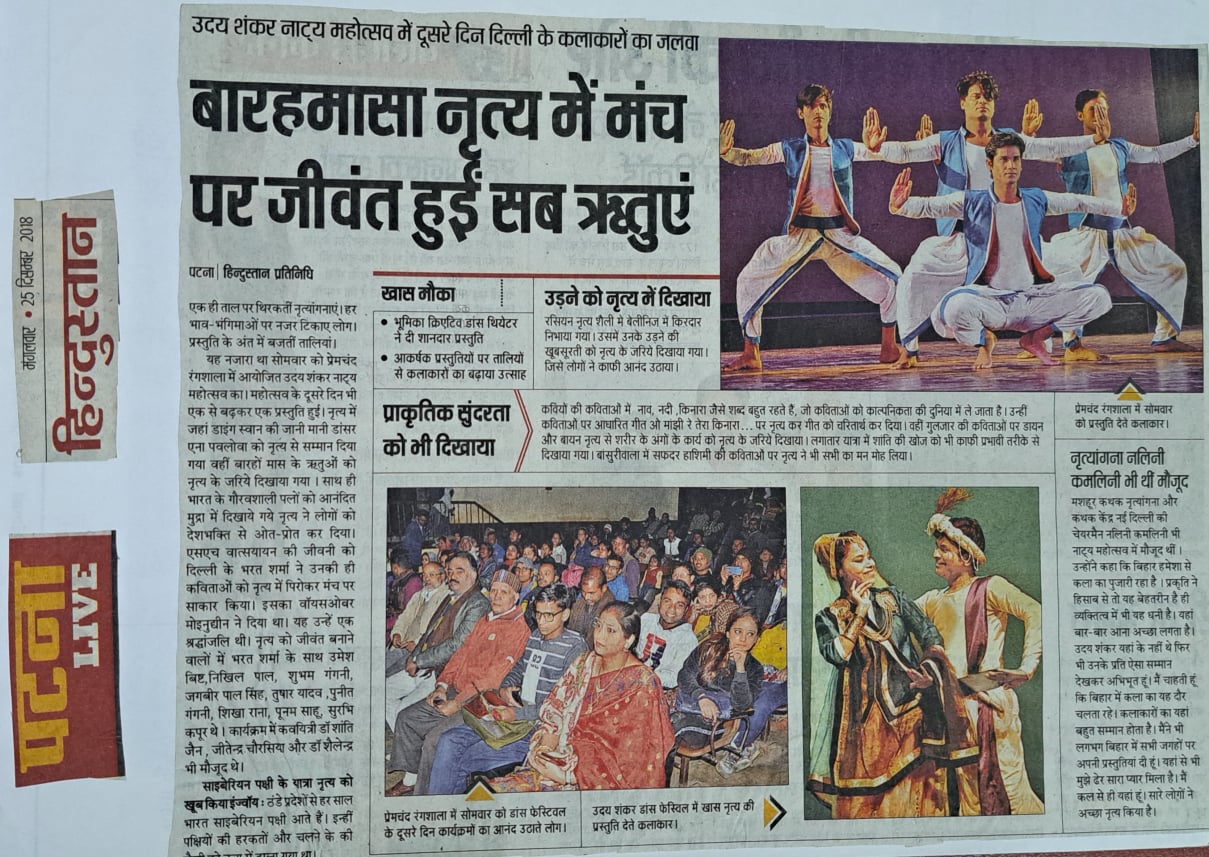 उदय शंकर नाट्य महोत्सव में दूसरे दिन दिल्ली के कलाकारों का जलवा
बारहमासा नृत्य में मंच
पर जीवंत हुईं सब ऋतुएं
मंगलवार • 25 दिसम्बर 2018
हिन्दुस्तान
पटना
LIVE
पटना | हिन्दुस्तान प्रतिनिधि
एक ही ताल पर थिरकतीं नृत्यांगनाएं। हर
भाव-भंगिमाओं पर नजर टिकाए लोग।
प्रस्तुति के अंत में बजतीं तालियां।
यह नजारा था सोमवार को प्रेमचंद
रंगशाला में आयोजित उदय शंकर नाट्य
महोत्सव का। महोत्सव के दूसरे दिन भी
एक से बढ़कर एक प्रस्तुति हुई। नृत्य में
जहां डाइंग स्वान की जानी मानी डांसर
एना पवलोवा को नृत्य से सम्मान दिया
गया वहीं बारहों मास के ऋतुओं को
नृत्य के जरिये दिखाया गया । साथ ही
भारत के गौरवशाली पलों को आनंदित
मुद्रा में दिखाये गये नृत्य ने लोगों को
देशभक्ति से ओत-प्रोत कर दिया।
एसएच वात्सयायन की जीवनी को
दिल्ली के भरत शर्मा ने उनकी ही
कविताओं को नृत्य में पिरोकर मंच पर
साकार किया। इसका वॉयसओबर
मोइनुद्यीन ने दिया था। यह उन्हें एक
श्रद्धांजलि थी। नृत्य को जीवंत बनाने
वालों में भरत शर्मा के साथ उमेश
बिष्ट,निखिल पाल, शुभम गंगनी,
जगबीर पाल सिंह, तुषार यादव ,पुनीत
गंगनी, शिखा राना, पूनम साहू, सुरभि
कपूर थे। कार्यक्रम में कवयित्री डॉ शांति
जैन , जीतेन्द्र चौरसिया और डॉ शैलेन्द्र
भी मौजूद थे।
साइबेरियन पक्षी के यात्रा नृत्य को
खूब किया इंज्वॉय : ठंडे प्रदेशों से हर साल
भारत साइबेरियन पक्षी आते हैं। इन्हीं
पक्षियों की हरकतों और चलने के की
खास मौका
• भूमिका क्रिएटिव डांस थियेटर
ने दी शानदार प्रस्तुति
• आकर्षक प्रस्तुतियों पर तालियों
से कलाकारों का बढ़ाया उत्साह
उड़ने को नृत्य में दिखाया
रसियन नृत्य शैली में बेलीनिज में किरदार
निभाया गया। उसमें उनके उड़ने की
खूबसूरती को नृत्य के जरिये दिखाया गया।
जिसे लोगों ने काफी आनंद उठाया।
प्राकृतिक सुंदरता
को भी दिखाया
कवियों की कविताओं में नाव, नदी ,किनारा जैसे शब्द बहुत रहते हैं, जो कविताओं को काल्पनिकता की दुनिया में ले जाता है। उन्हीं
कविताओं पर आधारित गीत ओ मांझी रे तेरा किनारा... पर नृत्य कर गीत को चरितार्थ कर दिया। वहीं गुलजार की कविताओं पर डायन
और बायन नृत्य से शरीर के अंगों के कार्य को नृत्य के जरिये दिखाया। लगातार यात्रा में शांति की खोज को भी काफी प्रभावी तरीके से
दिखाया गया। बांसुरीवाला में सफदर हाशिमी की कविताओं पर नृत्य ने भी सभी का मन मोह लिया।
प्रेमचंद रंगशाला में सोमवार
को प्रस्तुति देते कलाकार।
नृत्यांगना नलिनी
कमलिनी भी थीं मौजूद
मशहूर कथक नृत्यांगना और
कथक केंद्र नई दिल्ली की
चेयरमैन नलिनी कमलिनी भी
नाट्य महोत्सव में मौजूद थीं।
उन्होंने कहा कि बिहार हमेशा से
कला का पुजारी रहा है। प्रकृति ने
हिसाब से तो यह बेहतरीन है ही
व्यक्तित्व में भी यह धनी है। यहां
बार-बार आना अच्छा लगता है।
उदय शंकर यहां के नहीं थे फिर
भी उनके प्रति ऐसा सम्मान
देखकर अभिभूत हूं। मैं चाहती हूं
कि बिहार में कला का यह दौर
चलता रहे। कलाकारों का यहां
बहुत सम्मान होता है। मैंने भी
लगभग बिहार में सभी जगहों पर
अपनी प्रस्तुतियां दी हूं। यहां से भी
मुझे ढेर सारा प्यार मिला है। मैं
कल से ही यहां हूं। सारे लोगों ने
अच्छा नृत्य किया है।
प्रेमचंद रंगशाला में सोमवार को डांस फेस्टिवल
के दूसरे दिन कार्यक्रमों का आनंद उठाते लोग।
उदय शंकर डांस फेस्विल में खास नृत्य की
प्रस्तुति देते कलाकार।